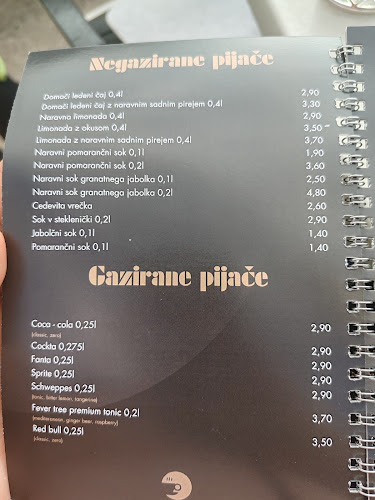 Negazirane pijače
Domači ledeni čaj 0,4l 2,90
Domači ledeni čaj z naravnim sadnim pirejem 0,4l 3,30
Naravna limonada 0,4l 2,90
Limonada z okusom 0,4l 3,50
Limonada z naravnim sadnim pirejem 0,4l 3,70
Naravni pomarančni sok 0,1l 1,90
Naravni pomarančni sok 0,2l 3,60
Naravni sok granatnega jabolka 0,1l 2,50
Naravni sok granatnega jabolka 0,2l 4,80
Cedevita vrečka 2,60
Sok v steklenički 0,2l 2,90
Jabolčni sok 0,1l 1,40
Pomarančni sok 0,1l 1,40
Gazirane pijače
Coca - cola 0,25l 2,90
(classic, zero)
Cockta 0,275l 2,90
Fanta 0,25l 2,90
Sprite 0,25l 2,90
Schweppes 0,25l 2,90
(tonic, bitter lemon, tangerine)
Fever tree premium tonic 0,2l 3,70
(mediterranean, ginger beer, raspberry)
Red bull 0,25l 3,50
(classic, zero)